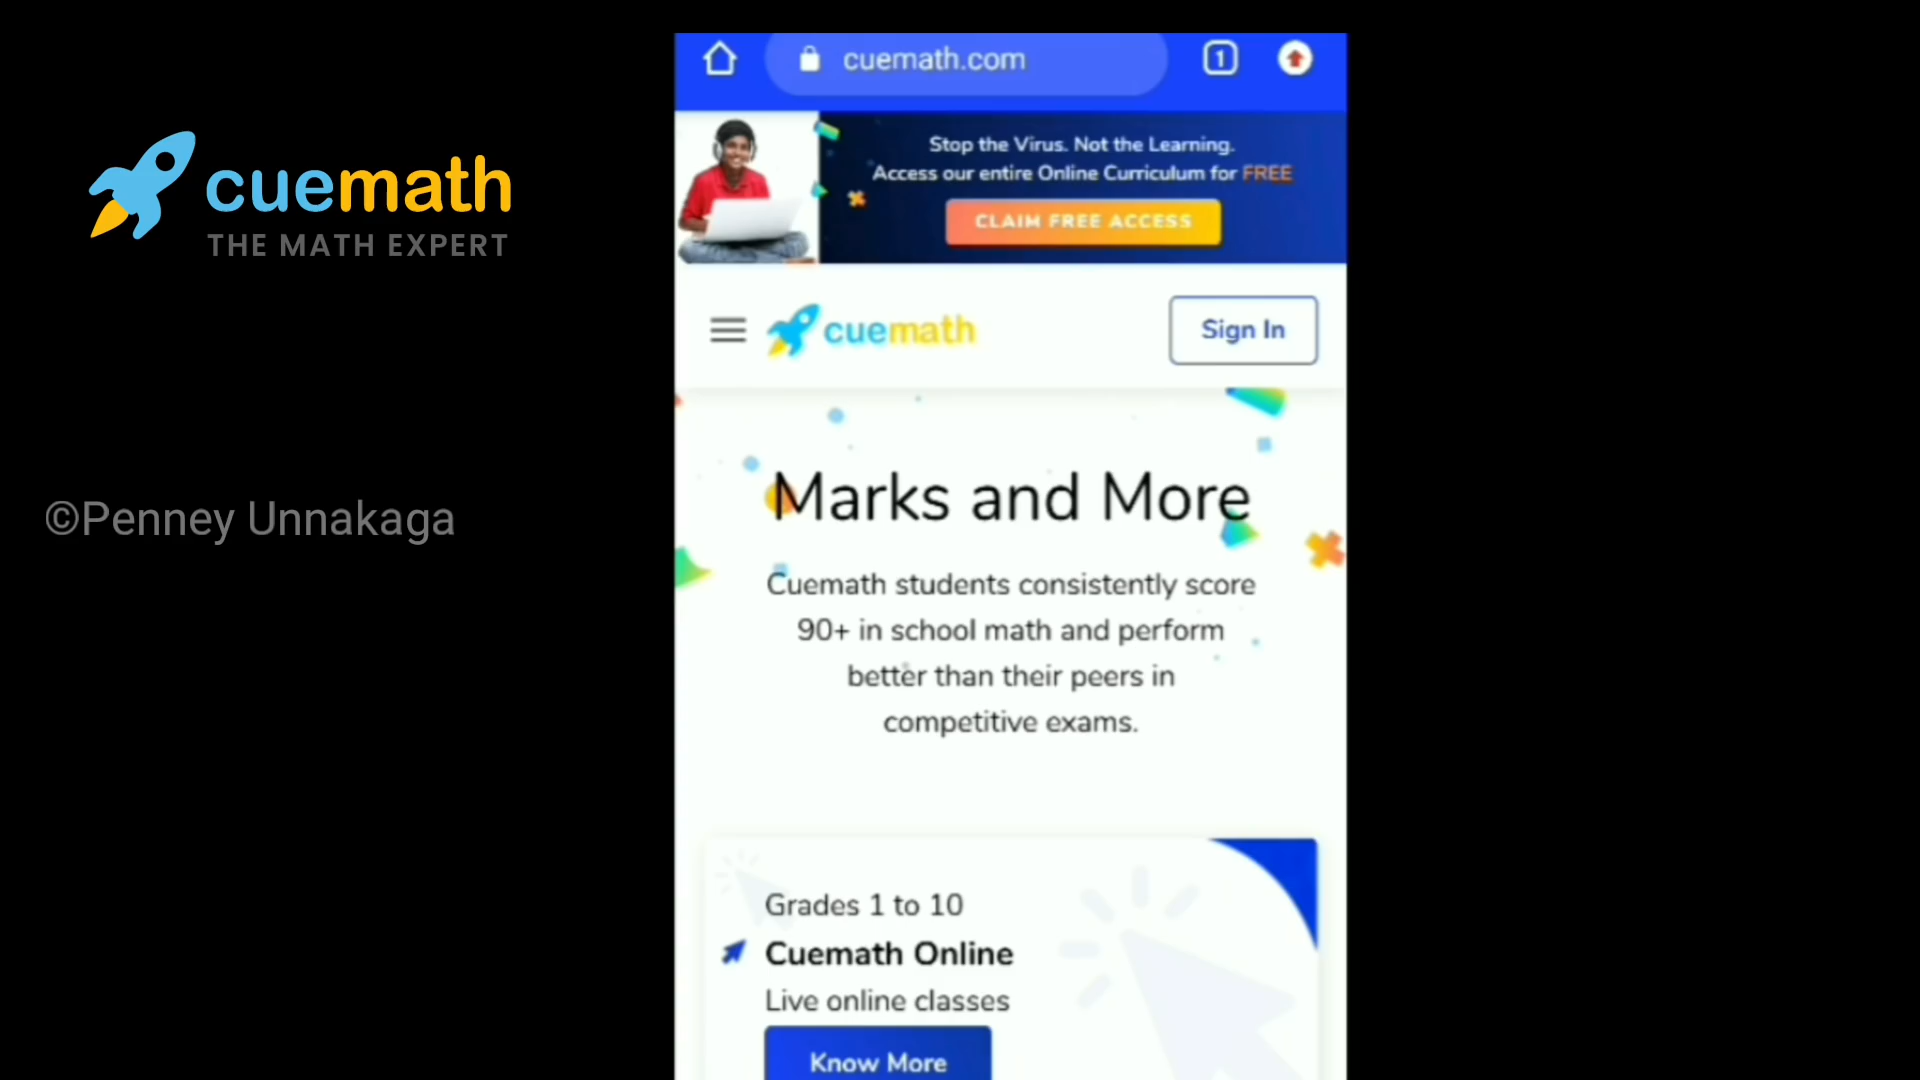 cuemath
THE MATH EXPERT
©Penney Unnakaga
cuemath.com
1
Stop the Virus. Not the Learning.
Access our entire Online Curriculum for FREE
CLAIM FREE ACCESS
cuemath
Sign In
Marks and More
Cuemath students consistently score
90+ in school math and perform
better than their peers in
competitive exams.
Grades 1 to 10
Cuemath Online
Live online classes
Know More